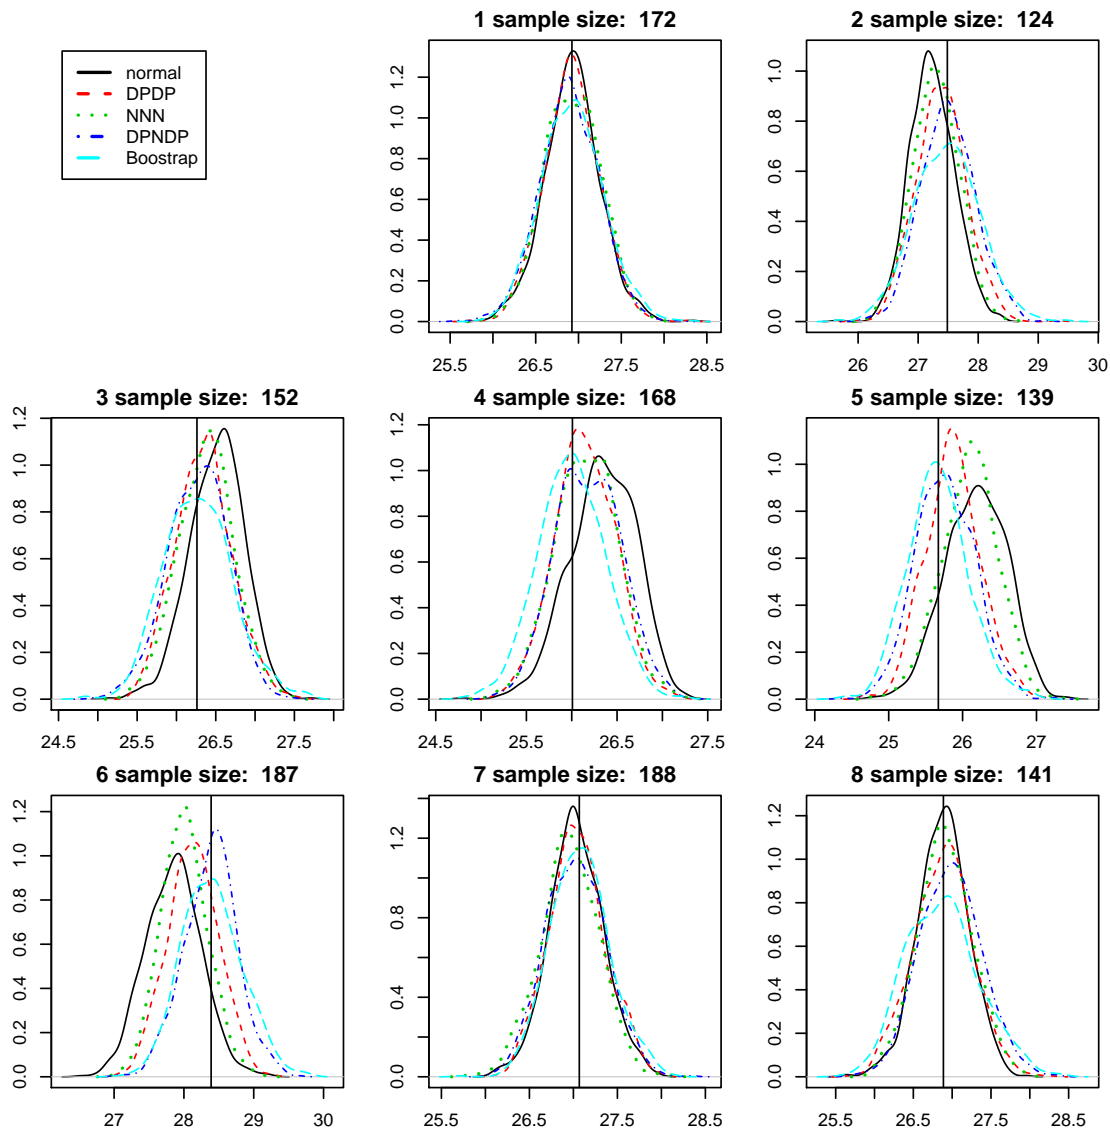 1 sample size: 172
2 sample size: 124
normal
DPDP
NNN
DPNDP
Boostrap
0.0 0.2 0.4 0.6 0.8 1.0 1.2
25.5 26.5 27.5 28.5
0.0 0.2 0.4 0.6 0.8 1.0
26 27 28 29 30
3 sample size: 152
4 sample size: 168
5 sample size: 139
0.0 0.2 0.4 0.6 0.8 1.0 1.2
24.5 25.5 26.5 27.5
0.0 0.2 0.4 0.6 0.8 1.0 1.2
24.5 25.5 26.5 27.5
0.0 0.2 0.4 0.6 0.8 1.0
24 25 26 27
6 sample size: 187
7 sample size: 188
8 sample size: 141
0.0 0.2 0.4 0.6 0.8 1.0 1.2
27 28 29 30
0.0 0.4 0.8 1.2
25.5 26.5 27.5 28.5
0.0 0.2 0.4 0.6 0.8 1.0 1.2
25.5 26.5 27.5 28.5